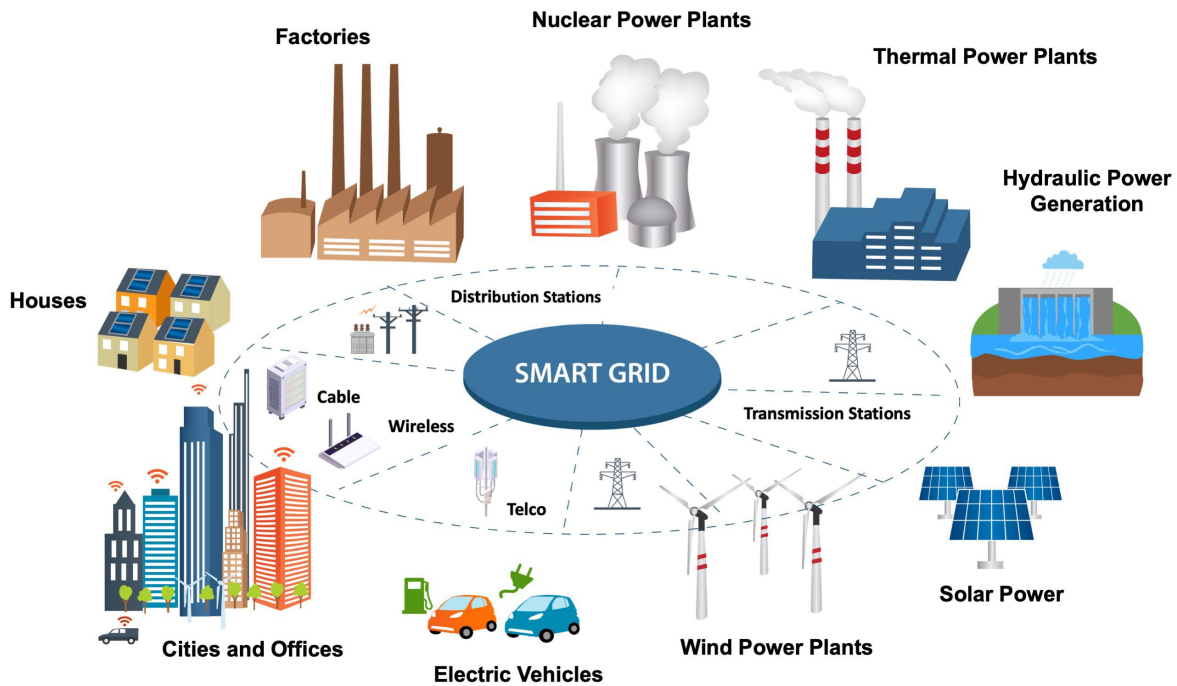 Nuclear Power Plants
Factories
Thermal Power Plants
Hydraulic Power
Generation
Houses
Distribution Stations
SMART GRID
Cable
Transmission Stations
Wireless
Telco
Solar Power
Wind Power Plants
Cities and Offices
Electric Vehicles